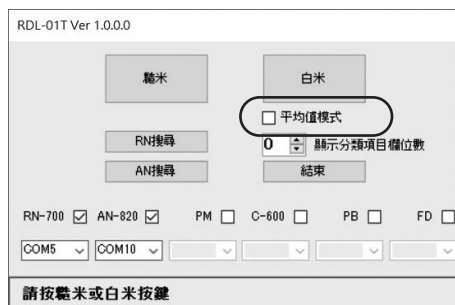 RDL-01T Ver 1.0.0.0
糙米 白米
平均值模式
RN搜尋 0 顯示分類項目欄位數
AN搜尋 結束
RN-700 AN-820 PM C-600 PB FD
COM5 COM10
請按糙米或白米按鍵